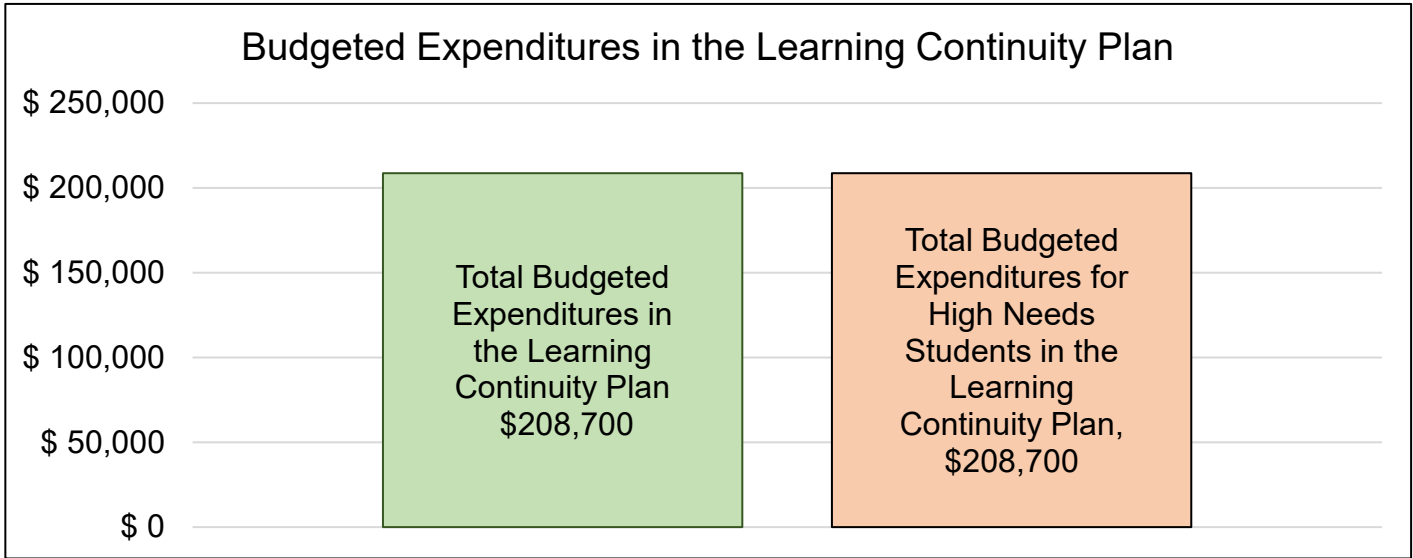 Budgeted Expenditures in the Learning Continuity Plan
$ 250,000
$ 200,000
$ 150,000
$ 100,000
$ 50,000
$ 0
Total Budgeted
Expenditures in
the Learning
Continuity Plan
$208,700
Total Budgeted
Expenditures for
High Needs
Students in the
Learning
Continuity Plan,
$208,700